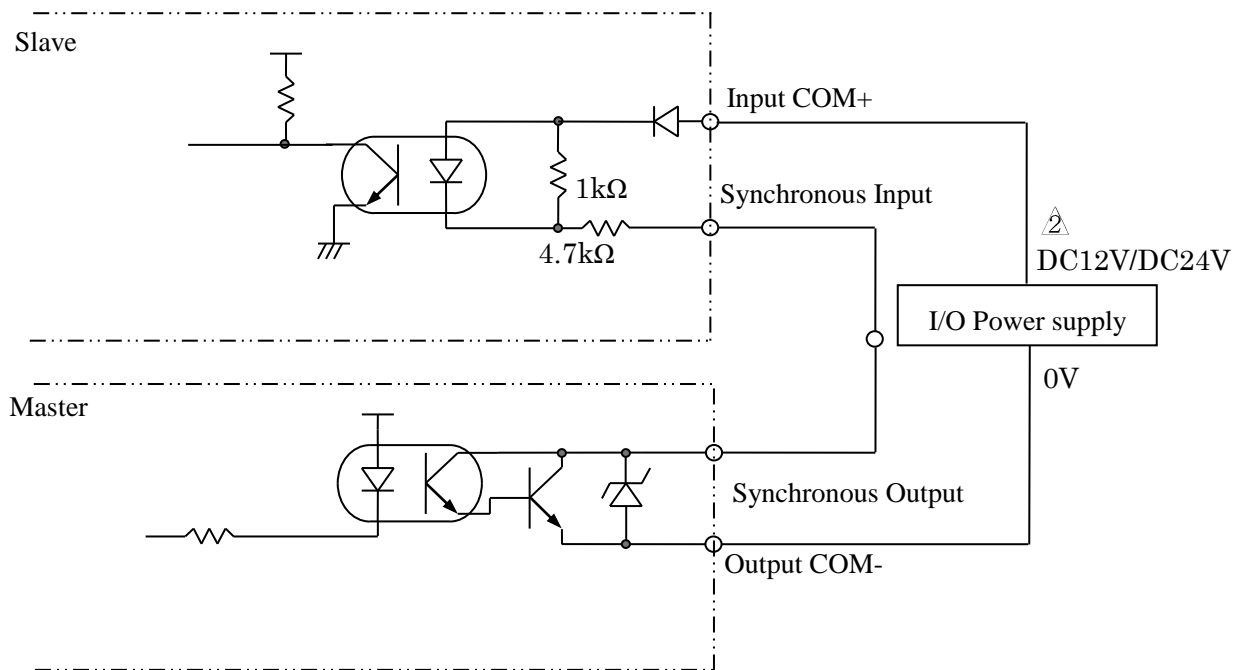 Slave
Input COM+
1kΩ
Synchronous Input
4.7kΩ
2
DC12V/DC24V
I/O Power supply
0V
Master
Synchronous Output
Output COM-